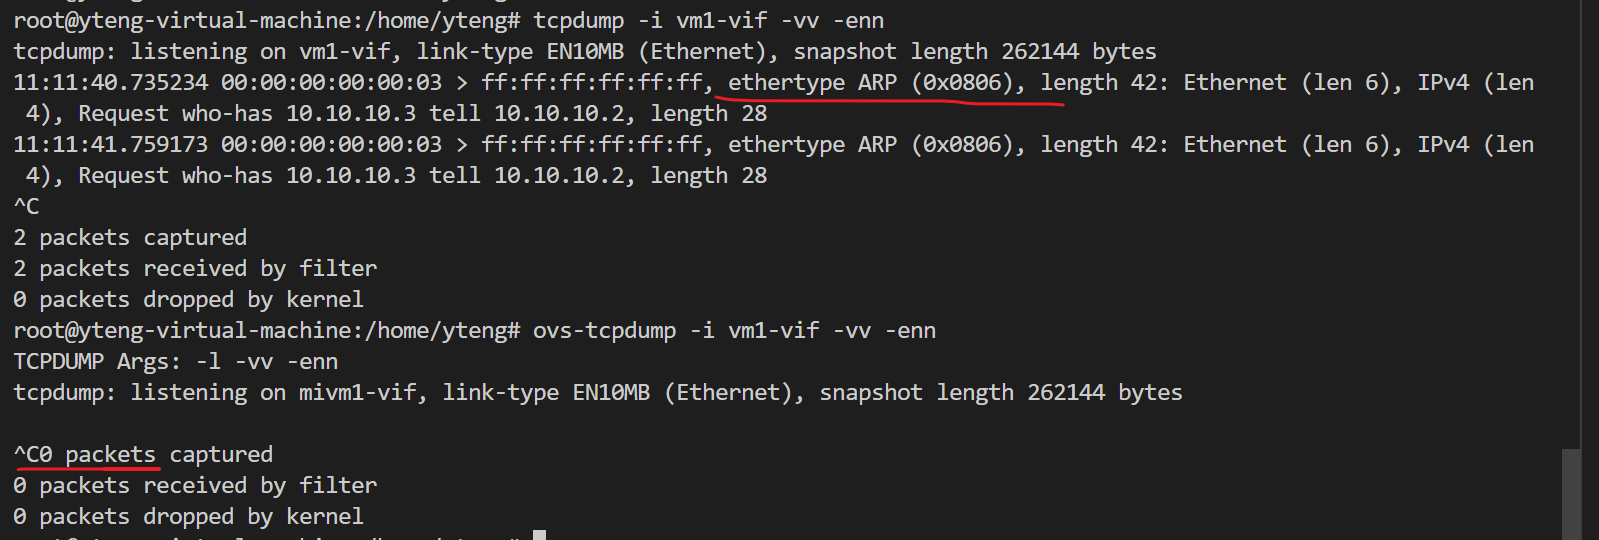 root@yteng-virtual-machine:/home/yteng# tcpdump -i vm1-vif -vv -enn
tcpdump: listening on vm1-vif, link-type EN10MB (Ethernet), snapshot length 262144 bytes
11:11:40.735234 00:00:00:00:00:03 > ff:ff:ff:ff:ff:ff, ethertype ARP (0x0806), length 42: Ethernet (len 6), IPv4 (len
4), Request who-has 10.10.10.3 tell 10.10.10.2, length 28
11:11:41.759173 00:00:00:00:00:03 > ff:ff:ff:ff:ff:ff, ethertype ARP (0x0806), length 42: Ethernet (len 6), IPv4 (len
4), Request who-has 10.10.10.3 tell 10.10.10.2, length 28
^C
2 packets captured
2 packets received by filter
0 packets dropped by kernel
root@yteng-virtual-machine:/home/yteng# ovs-tcpdump -i vm1-vif -vv -enn
TCPDUMP Args: -l -vv -enn
tcpdump: listening on mivm1-vif, link-type EN10MB (Ethernet), snapshot length 262144 bytes
^C0 packets captured
0 packets received by filter
0 packets dropped by kernel